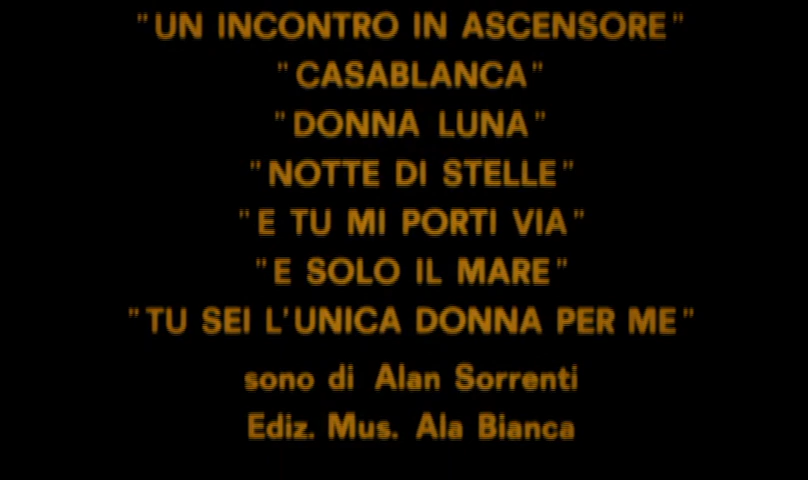 "UN INCONTRO IN ASCENSORE"
"CASABLANCA"
"DONNA LUNA"
"NOTTE DI STELLE"
"E TU MI PORTI VIA"
"E SOLO IL MARE"
"TU SEI L'UNICA DONNA PER ME"
sono di Alan Sorrenti
Ediz. Mus. Ala Bianca